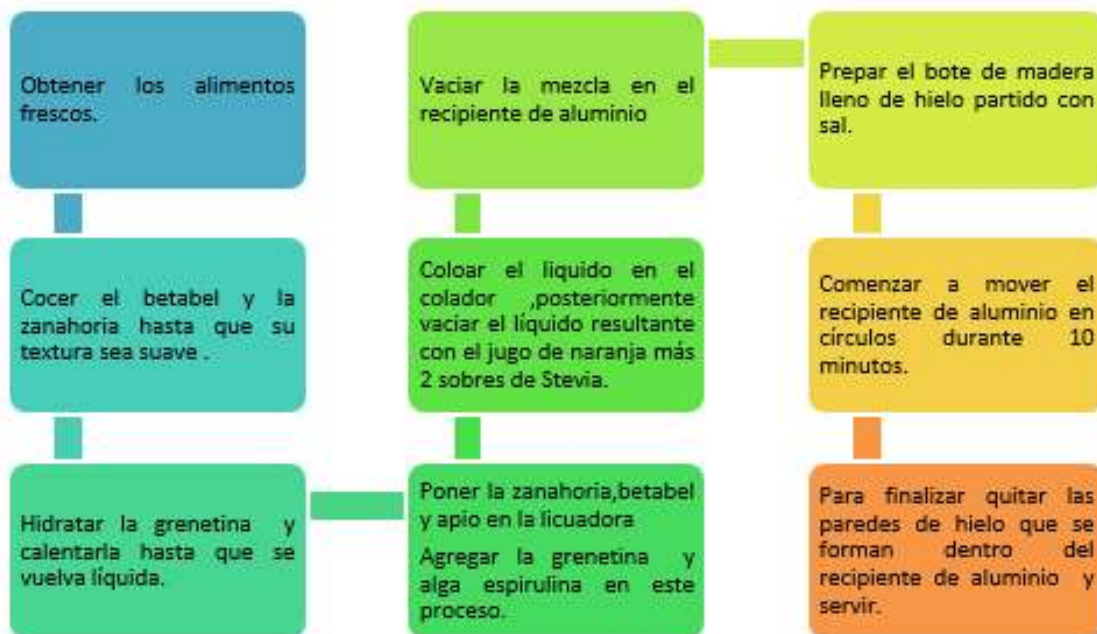 Obtener los alimentos
frescos.
Cocer el betabel y la
zanahoria hasta que su
textura sea suave .
Hidratar la grenetina y
calentarla hasta que se
vuelva líquida.
Poner la zanahoria,betabel
y apio en la licuadora
Agregar la grenetina y
alga espirulina en este
proceso.
Coloar el liquido en el
colador ,posteriormente
vaciar el líquido resultante
con el jugo de naranja más
2 sobres de Stevia.
Vaciar la mezcla en el
recipiente de aluminio
Prepar el bote de madera
lleno de hielo partido con
sal.
Comenzar a mover el
recipiente de aluminio en
círculos durante 10
minutos.
Para finalizar quitar las
paredes de hielo que se
forman dentro del
recipiente de aluminio y
servir.